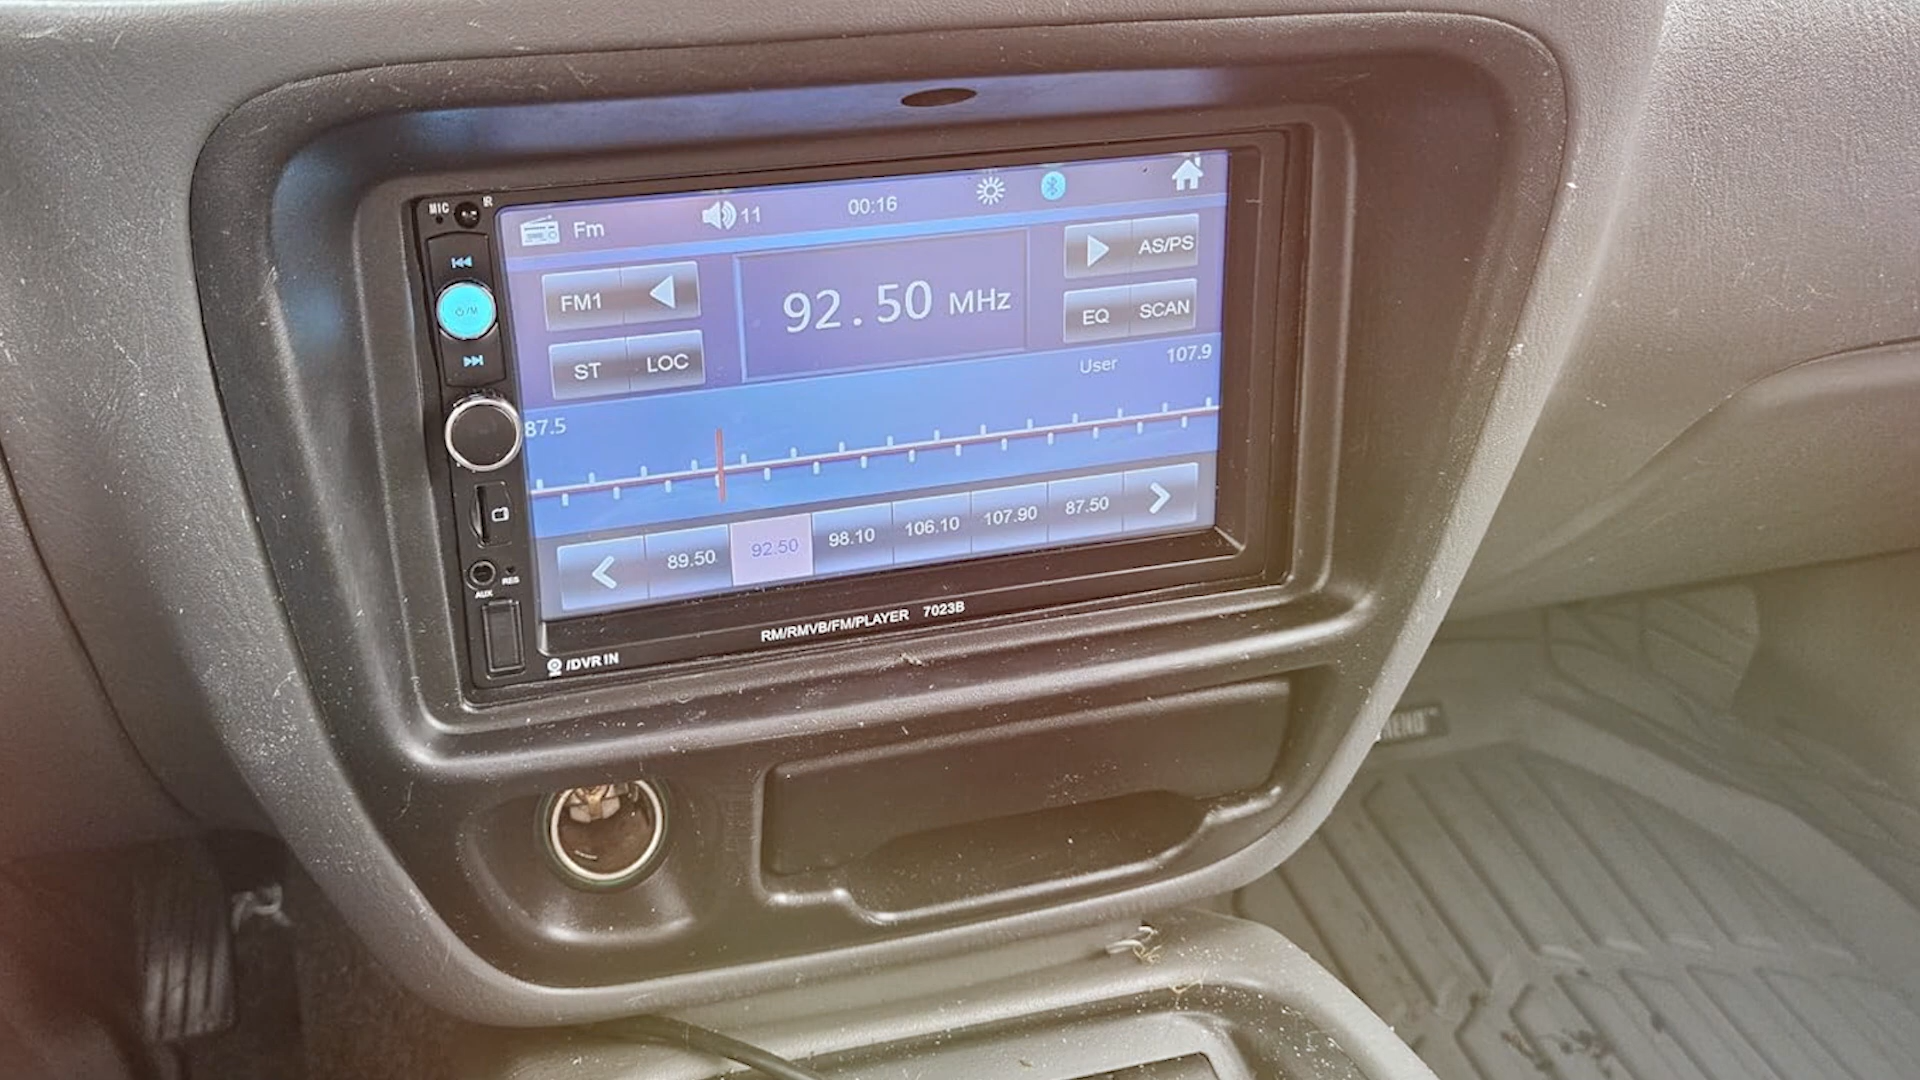 MIC
IR
Fm
11
00:16
FM1
92.50 MHz
AS/PS
ST
LOC
EQ
SCAN
User
107.9
87.5
89.50
92.50
98.10
106.10
107.90
87.50
⏻/M
RES
AUX
RM/RMVB/FM/PLAYER 7023B
/DVR IN